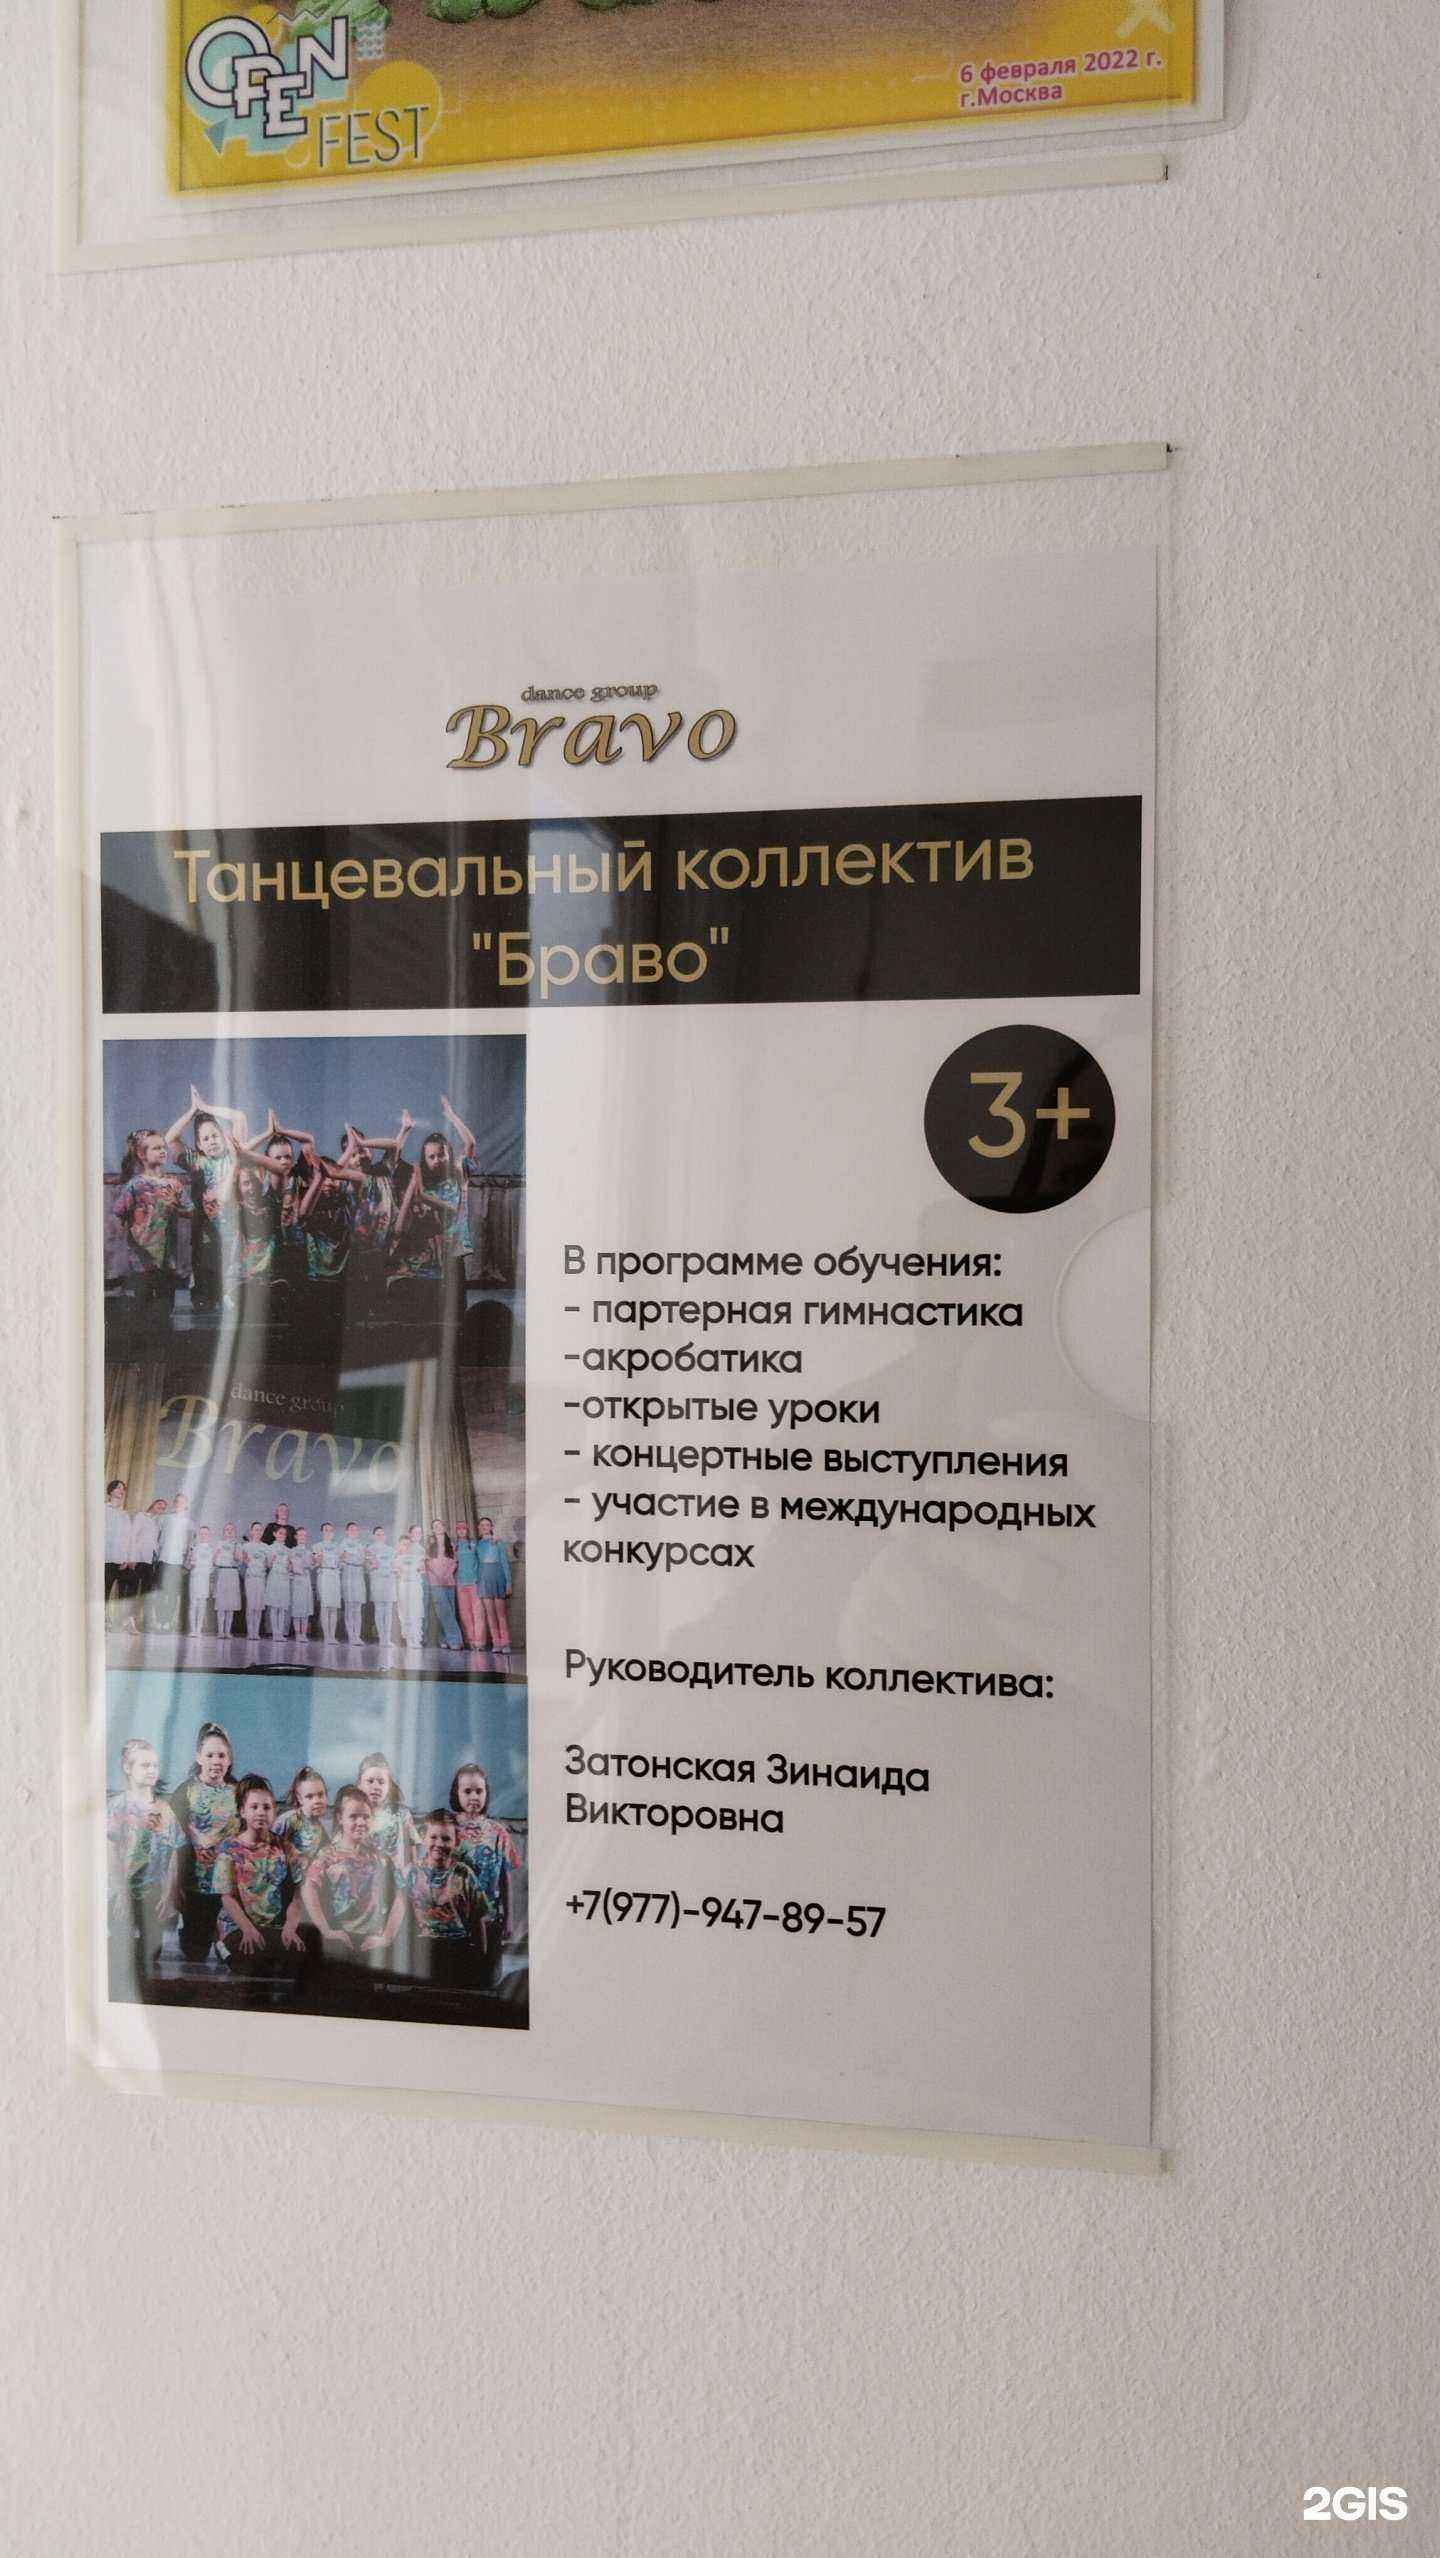 OPEN
FEST
6 февраля 2022 г.
г.Москва
dance group
Bravo
Танцевальный коллектив
"Браво"
3+
В программе обучения:
- партерная гимнастика
-акробатика
-открытые уроки
- концертные выступления
- участие в международных
конкурсах
dance group
Bravo
Руководитель коллектива:
Затонская Зинаида
Викторовна
+7(977)-947-89-57
2GIS